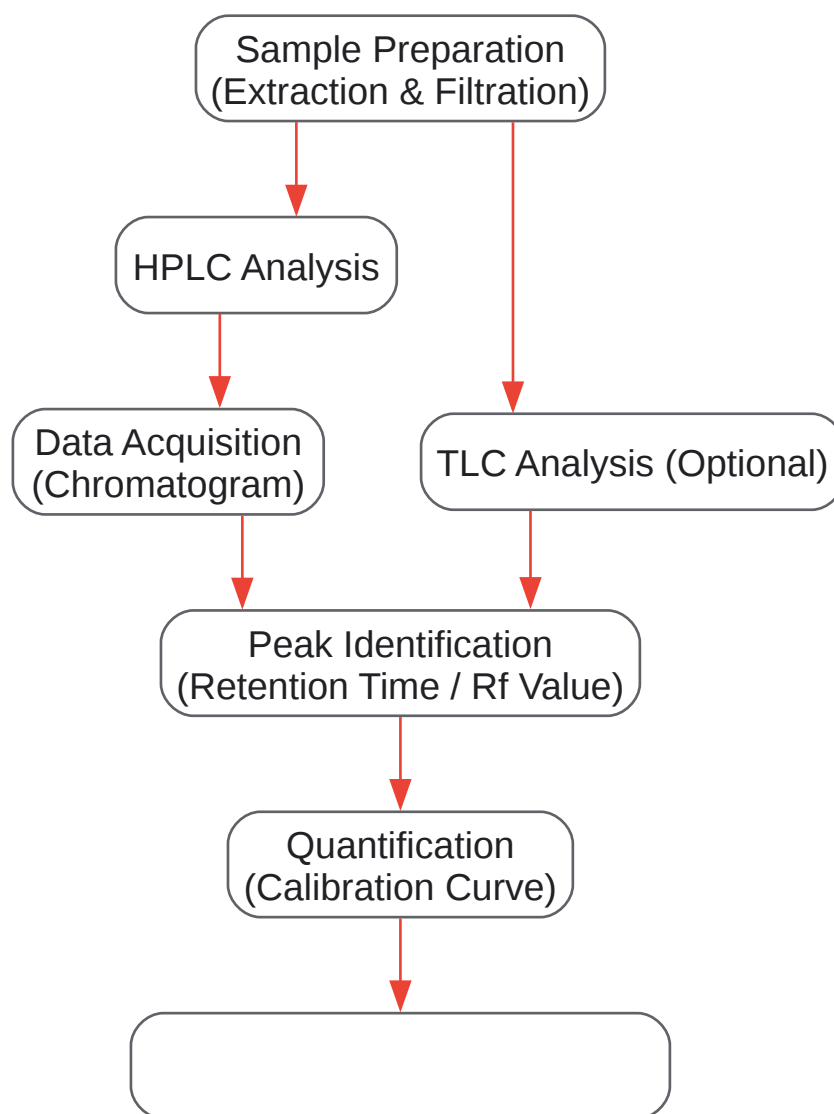 Sample Preparation
(Extraction & Filtration)
HPLC Analysis
Data Acquisition
(Chromatogram)
TLC Analysis (Optional)
Peak Identification
(Retention Time / Rf Value)
Quantification
(Calibration Curve)